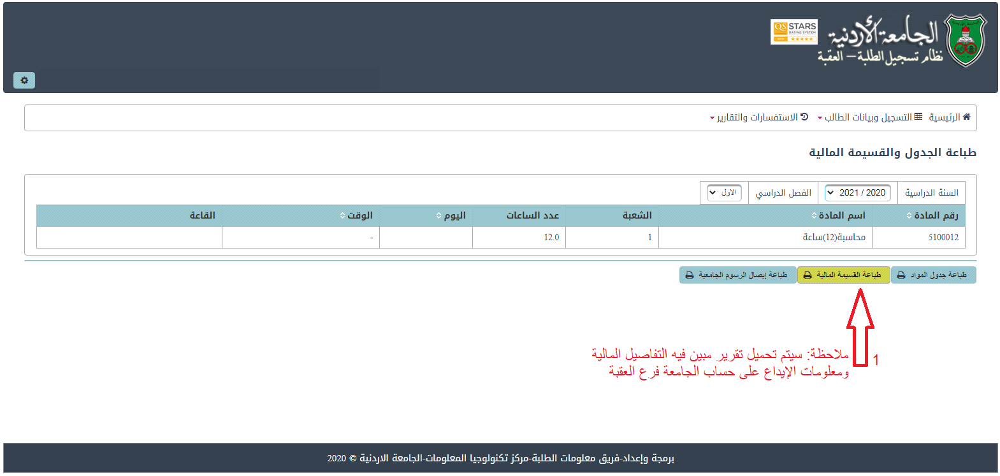 الجامعة الأردنية
نظام تسجيل الطلبة – العقبة
QS STARS
RATING SYSTEM
الرئيسية
التسجيل وبيانات الطالب
الاستفسارات والتقارير
طباعة الجدول والقسيمة المالية
السنة الدراسية 2020 / 2021 الفصل الدراسي الاول
رقم المادة اسم المادة الشعبة عدد الساعات اليوم الوقت القاعة
5100012 محاسبة(12)ساعة 1 12.0 -
طباعة جدول المواد
طباعة القسيمة المالية
طباعة إيصال الرسوم الجامعية
1
ملاحظة: سيتم تحميل تقرير مبين فيه التفاصيل المالية
ومعلومات الإيداع على حساب الجامعة فرع العقبة
برمجة وإعداد-فريق معلومات الطلبة-مركز تكنولوجيا المعلومات-الجامعة الاردنية © 2020